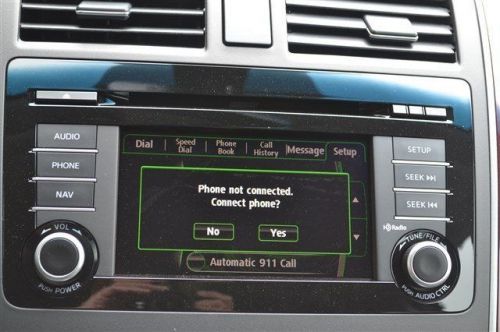 AUDIO
PHONE
NAV
VOL
PUSH POWER
Dial
Speed
Dial
Phone
Book
Call
History
Message
Setup
Phone not connected.
Connect phone?
No
Yes
Automatic 911 Call
SETUP
SEEK
SEEK
HD Radio
TUNE/FILE
PUSH AUDIO CTRL